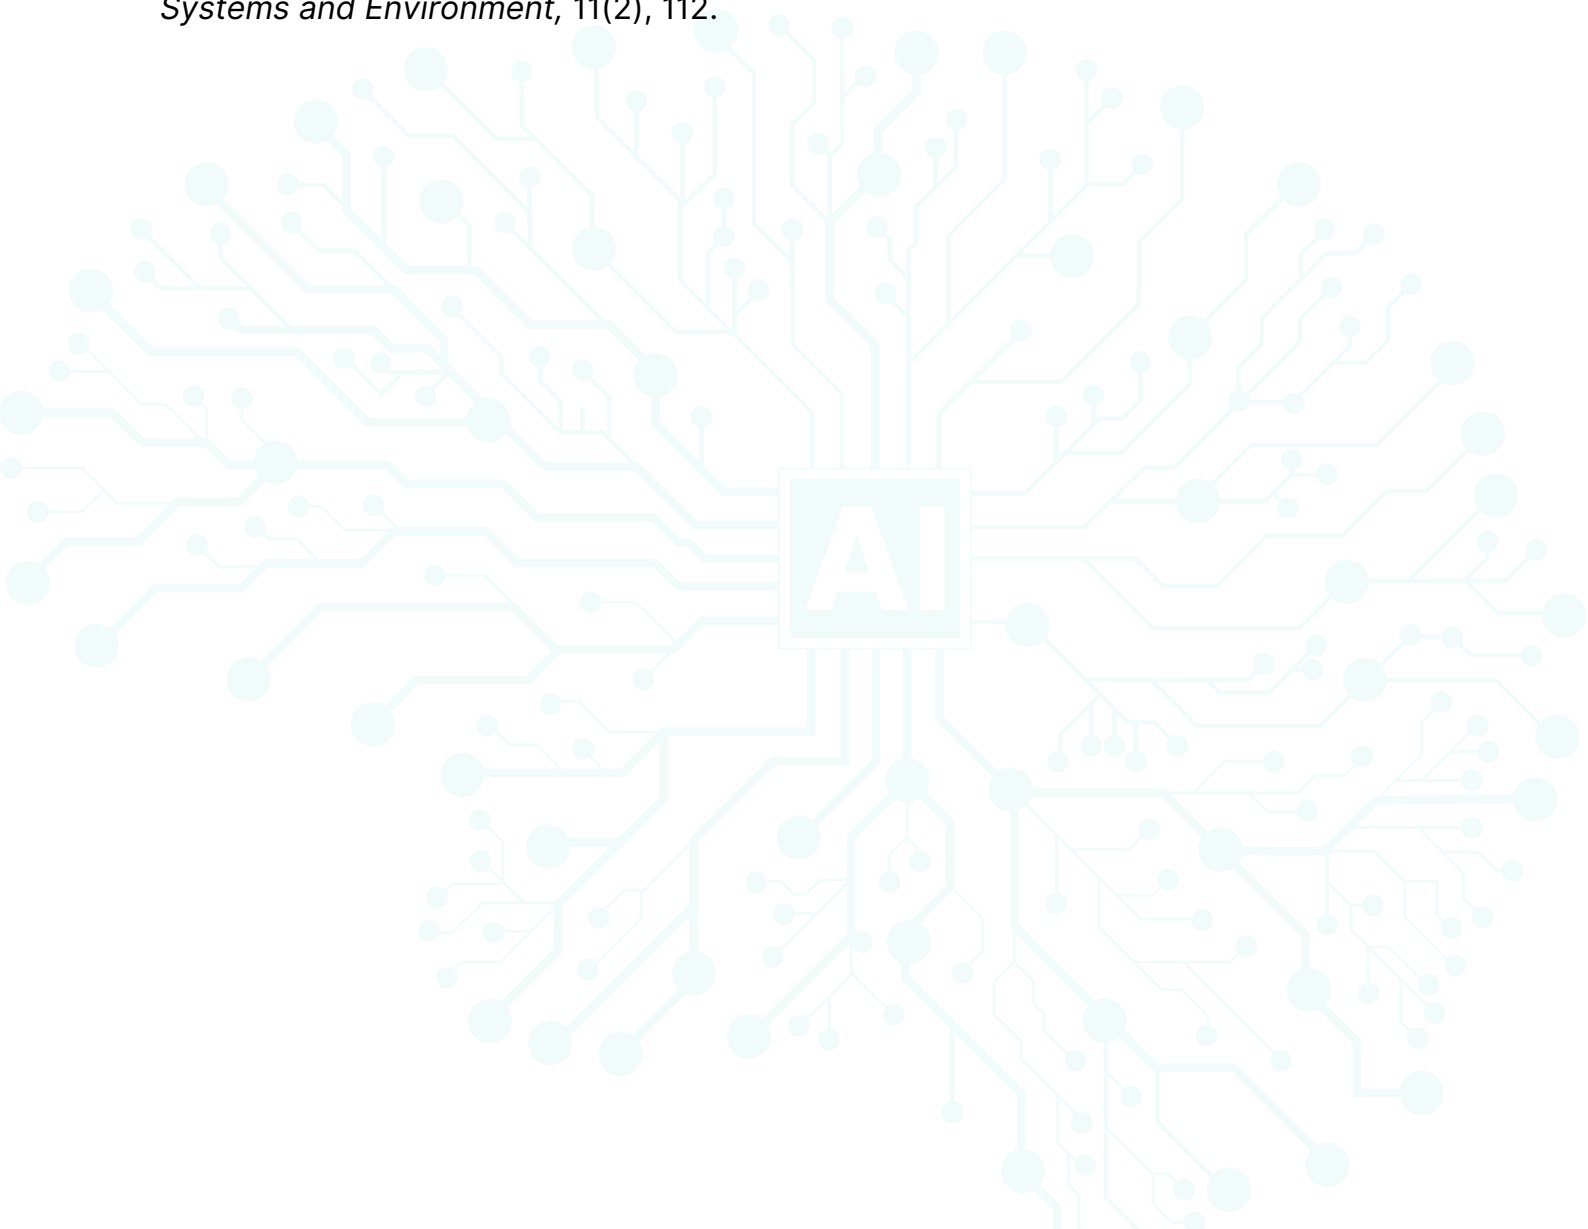 Systems and Environment, 11(2), 112.
AI